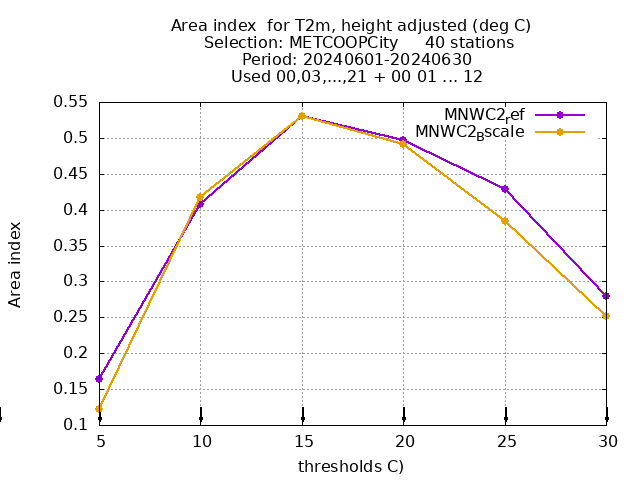 Area index  for T2m, height adjusted (deg C)
Selection: METCOOPCity     40 stations
Period: 20240601-20240630
Used 00,03,...,21 + 00 01 ... 12
MNWC2ref
MNWC2Bscale
Area index
0.55
0.5
0.45
0.4
0.35
0.3
0.25
0.2
0.15
0.1
5 10 15 20 25 30
thresholds C)